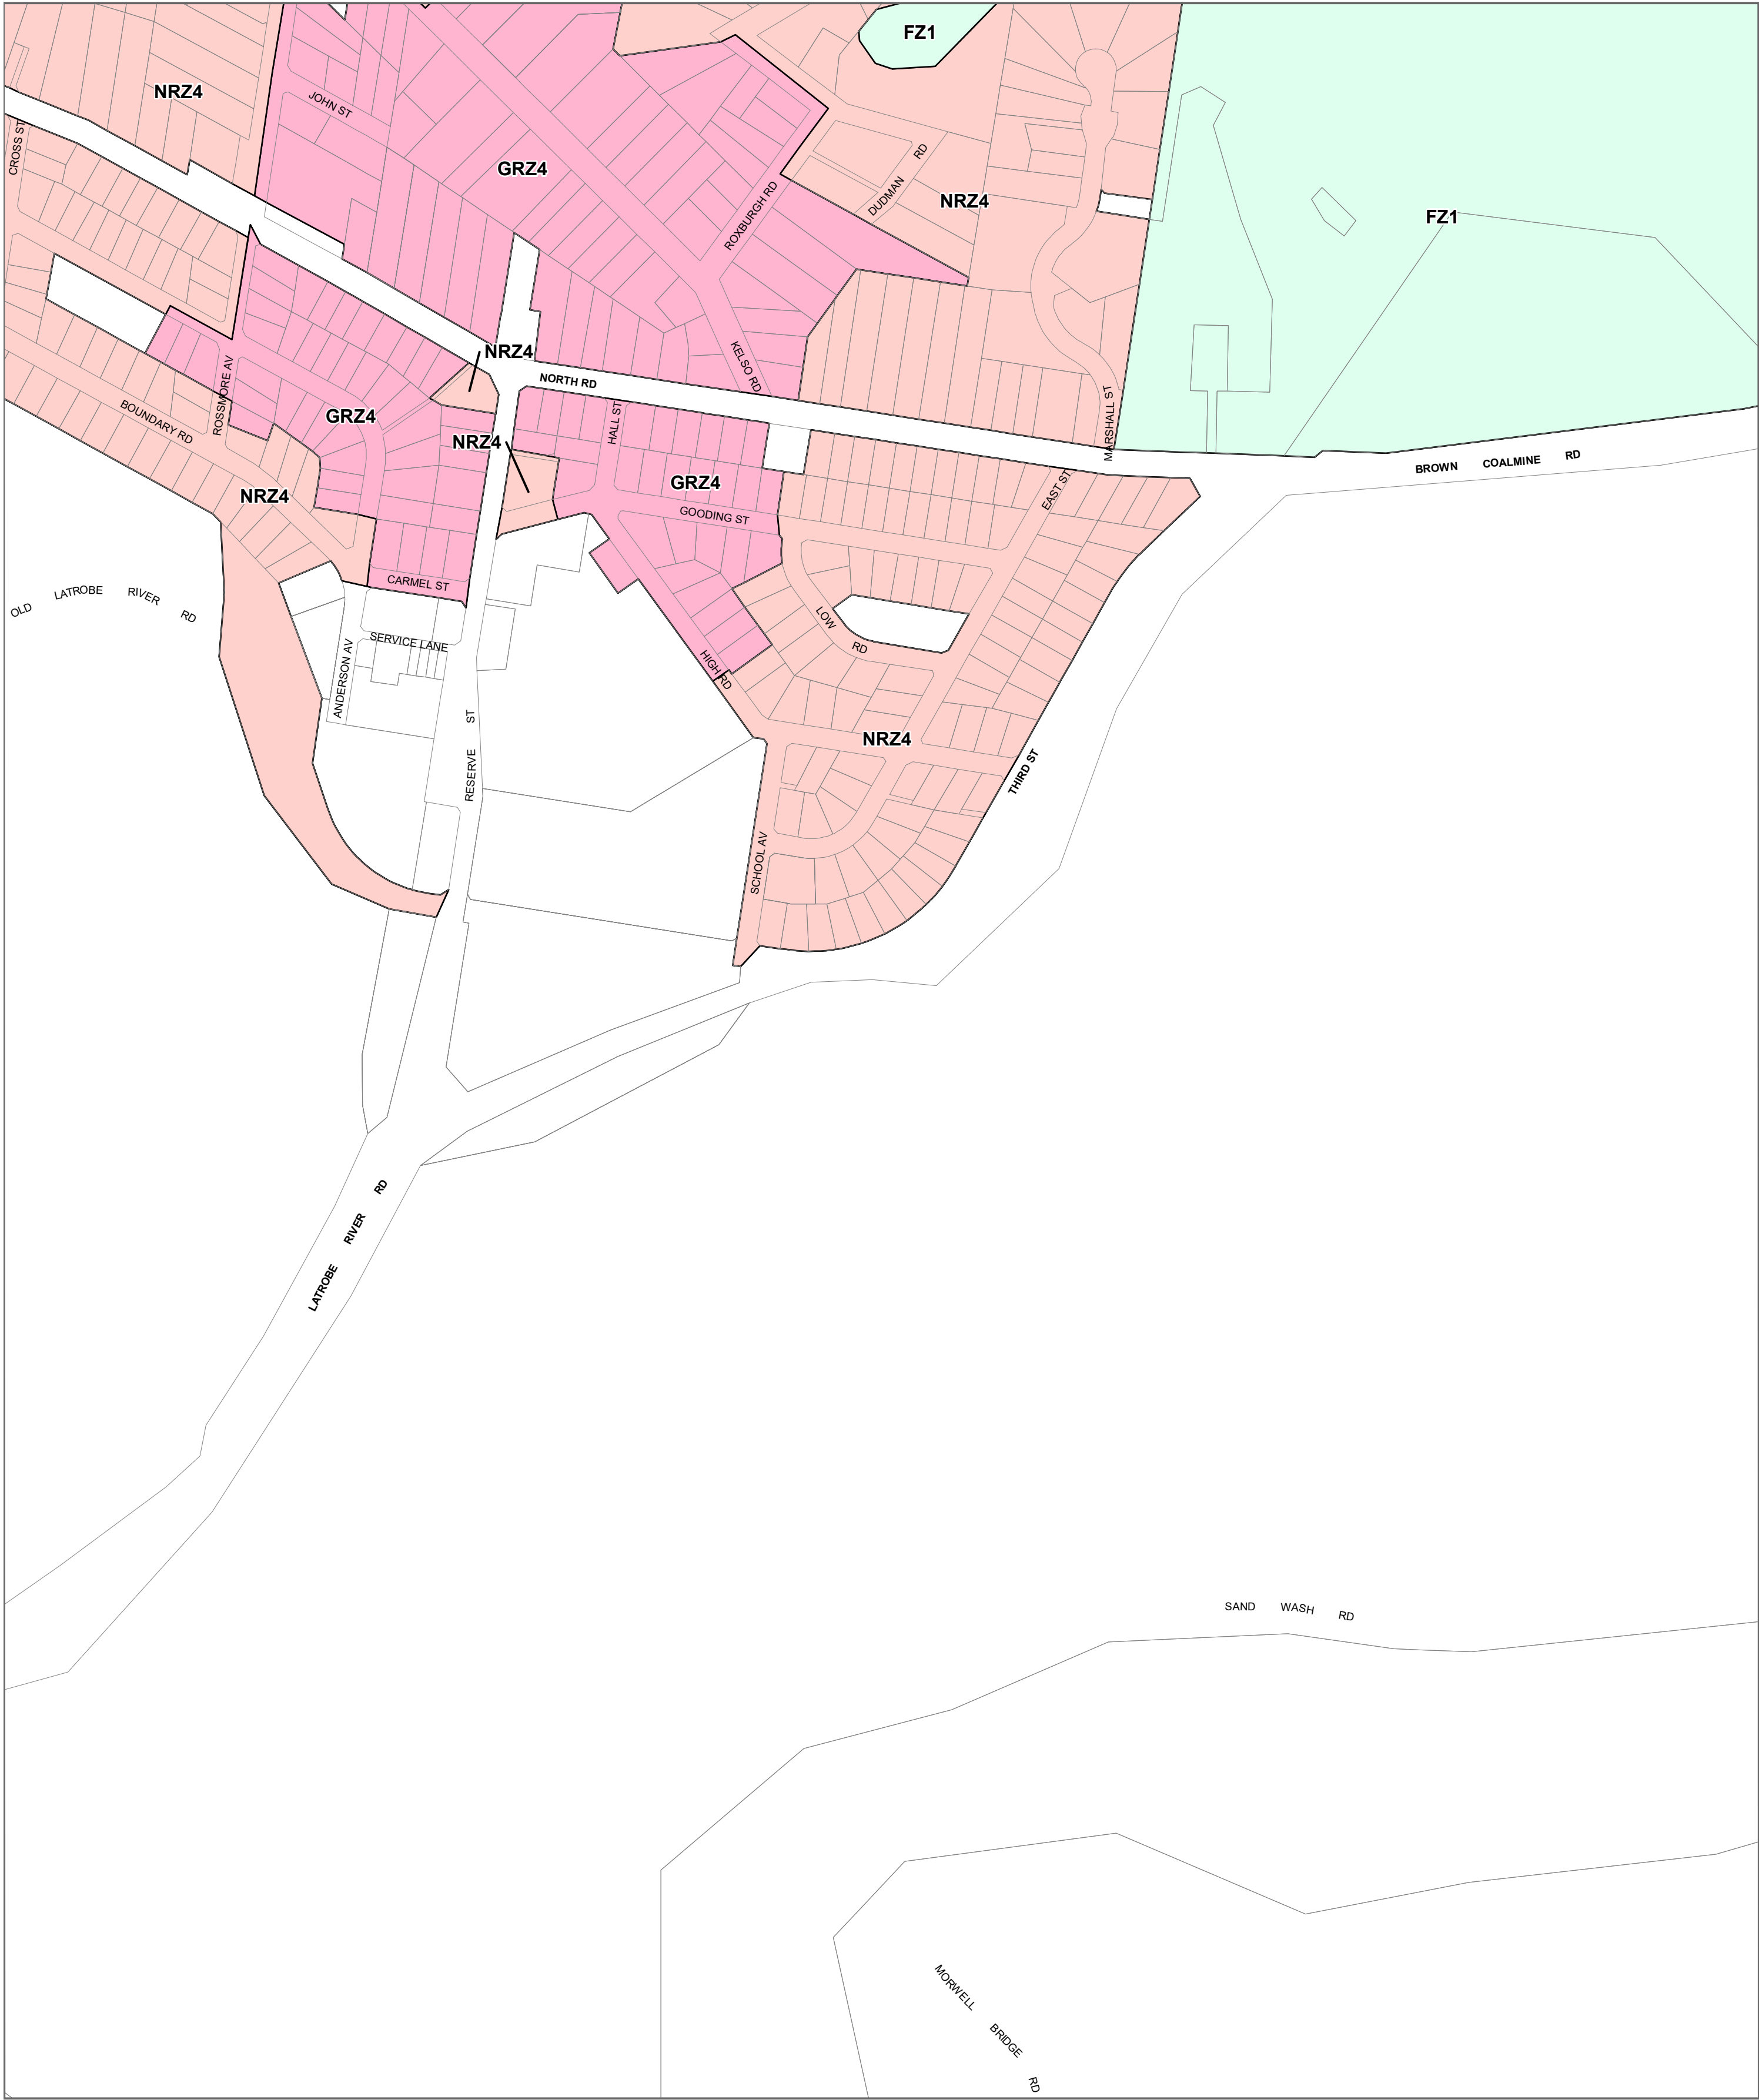 FZ1
NRZ4
JOHN ST
CROSS ST
GRZ4
DUDMAN RD
ROXBURGH RD
NRZ4
FZ1
NRZ4
KELSO RD
NORTH RD
ROSSMORE AV
GRZ4
BOUNDARY RD
HALL ST
MARSHALL ST
NRZ4
BROWN COALMINE RD
GRZ4
EAST ST
NRZ4
GOODING ST
CARMEL ST
OLD LATROBE RIVER RD
LOW RD
SERVICE LANE
HIGH RD
ANDERSON AV
RESERVE ST
NRZ4
THIRD ST
SCHOOL AV
LATROBE RIVER RD
SAND WASH RD
MORWELL BRIDGE RD